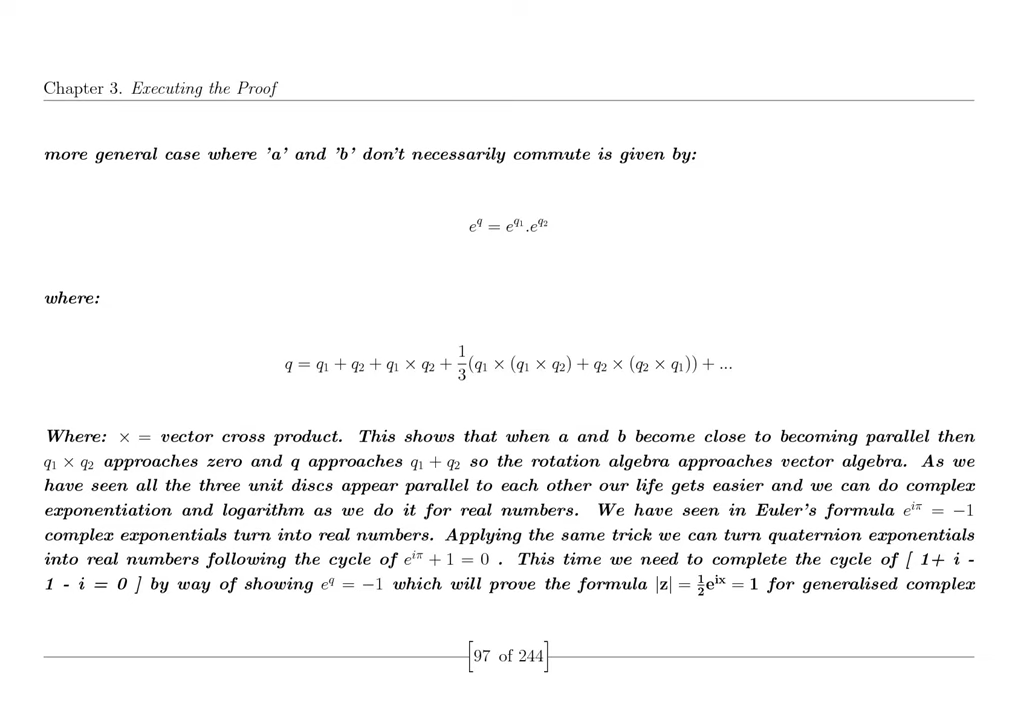 Chapter 3. Executing the Proof
more general case where 'a' and 'b' don't necessarily commute is given by:
e^q = e^{q_1}.e^{q_2}
where:
q = q_1 + q_2 + q_1 × q_2 + \frac{1}{3}(q_1 × (q_1 × q_2) + q_2 × (q_2 × q_1)) + ...
Where: × = vector cross product. This shows that when a and b become close to becoming parallel then
q_1 × q_2 approaches zero and q approaches q_1 + q_2 so the rotation algebra approaches vector algebra. As we
have seen all the three unit discs appear parallel to each other our life gets easier and we can do complex
exponentiation and logarithm as we do it for real numbers. We have seen in Euler's formula e^{iπ} = −1
complex exponentials turn into real numbers. Applying the same trick we can turn quaternion exponentials
into real numbers following the cycle of e^{iπ} + 1 = 0 . This time we need to complete the cycle of [ 1+ i -
1 - i = 0 ] by way of showing e^q = −1 which will prove the formula |z| = \frac{1}{2}e^{ix} = 1 for generalised complex
97 of 244